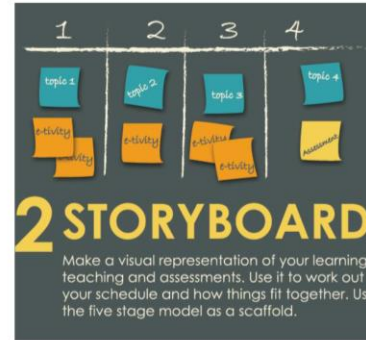 1 2 3 4
topic 1 topic 2 topic 3 topic 4
e-tivity e-tivity e-tivity Assessment
e-tivity e-tivity
2 STORYBOARD
Make a visual representation of your learning
teaching and assessments. Use it to work out
your schedule and how things fit together. Us
the five stage model as a scaffold.